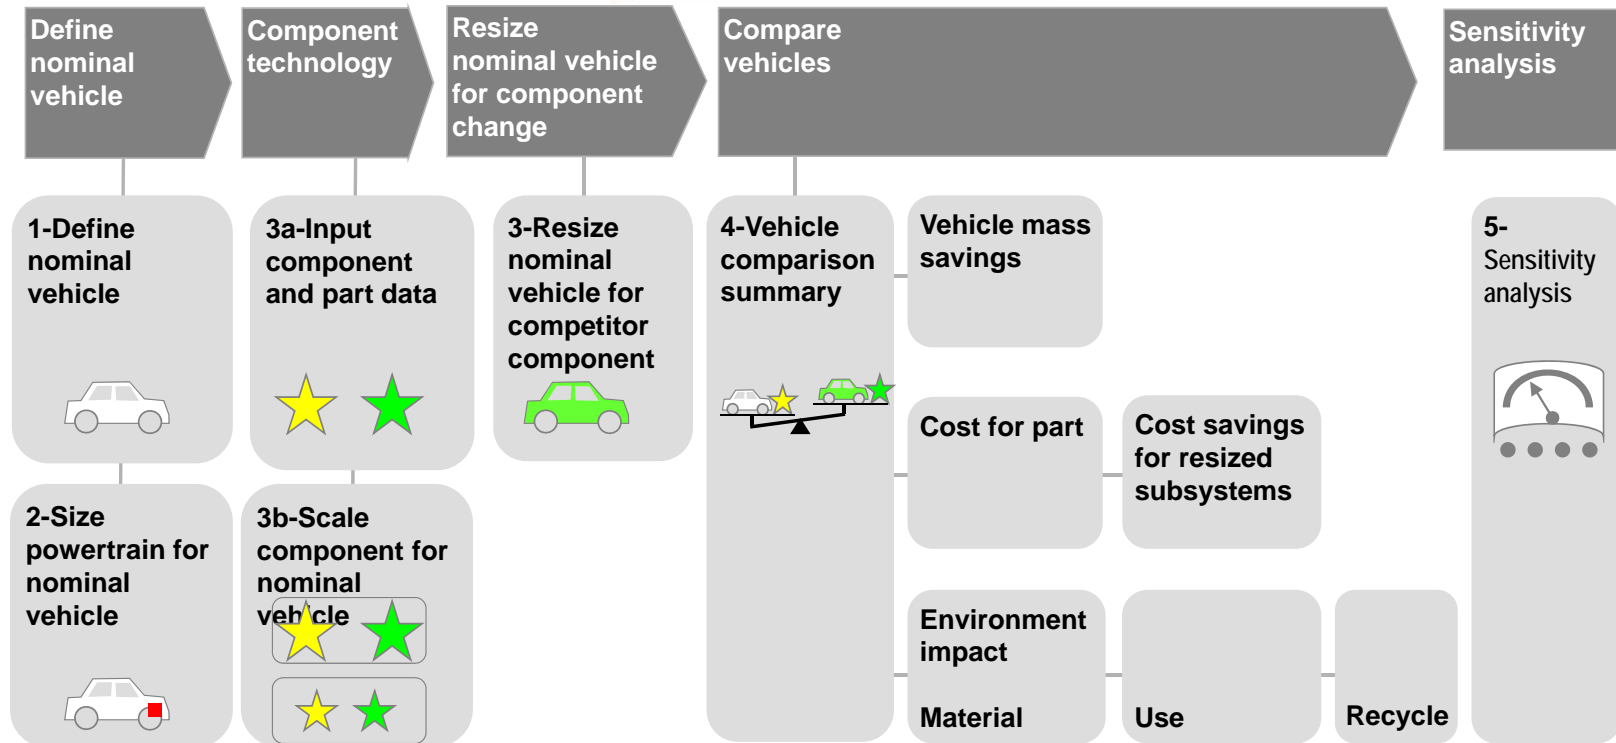 Define
nominal
vehicle
Component
technology
Resize
nominal vehicle
for component
change
Compare
vehicles
Sensitivity
analysis
1-Define
nominal
vehicle
3a-Input
component
and part data
3-Resize
nominal
vehicle for
competitor
component
4-Vehicle
comparison
summary
Vehicle mass
savings
5-
Sensitivity
analysis
Cost for part
Cost savings
for resized
subsystems
2-Size
powertrain for
nominal
vehicle
3b-Scale
component for
nominal
vehicle
Environment
impact
Material
Use
Recycle